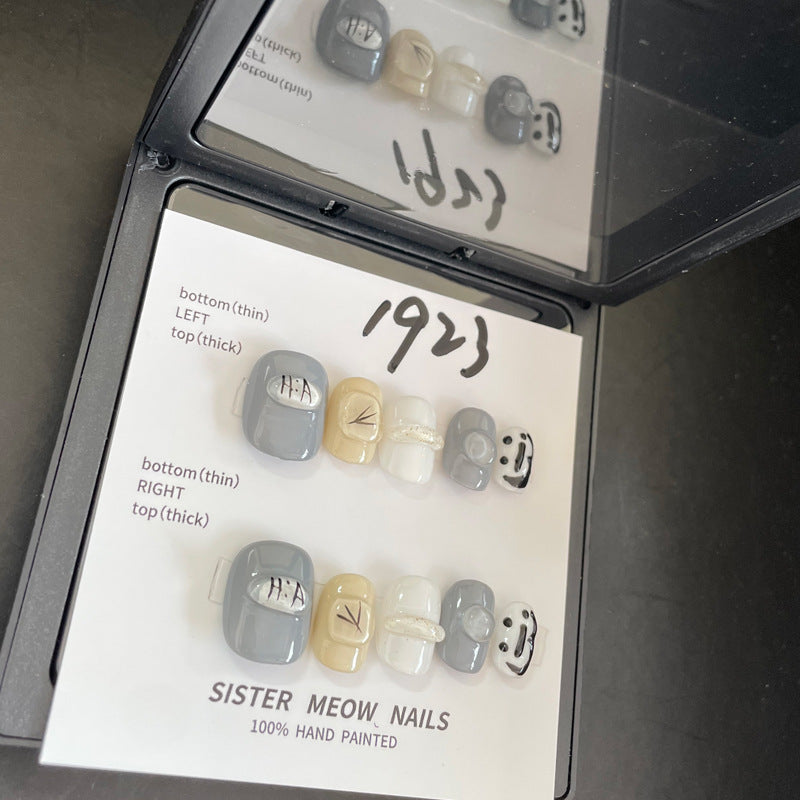 1923
bottom(thin)
LEFT
top(thick)
H:A
bottom(thin)
RIGHT
top(thick)
H:A
SISTER MEOW NAILS
100% HAND PAINTED